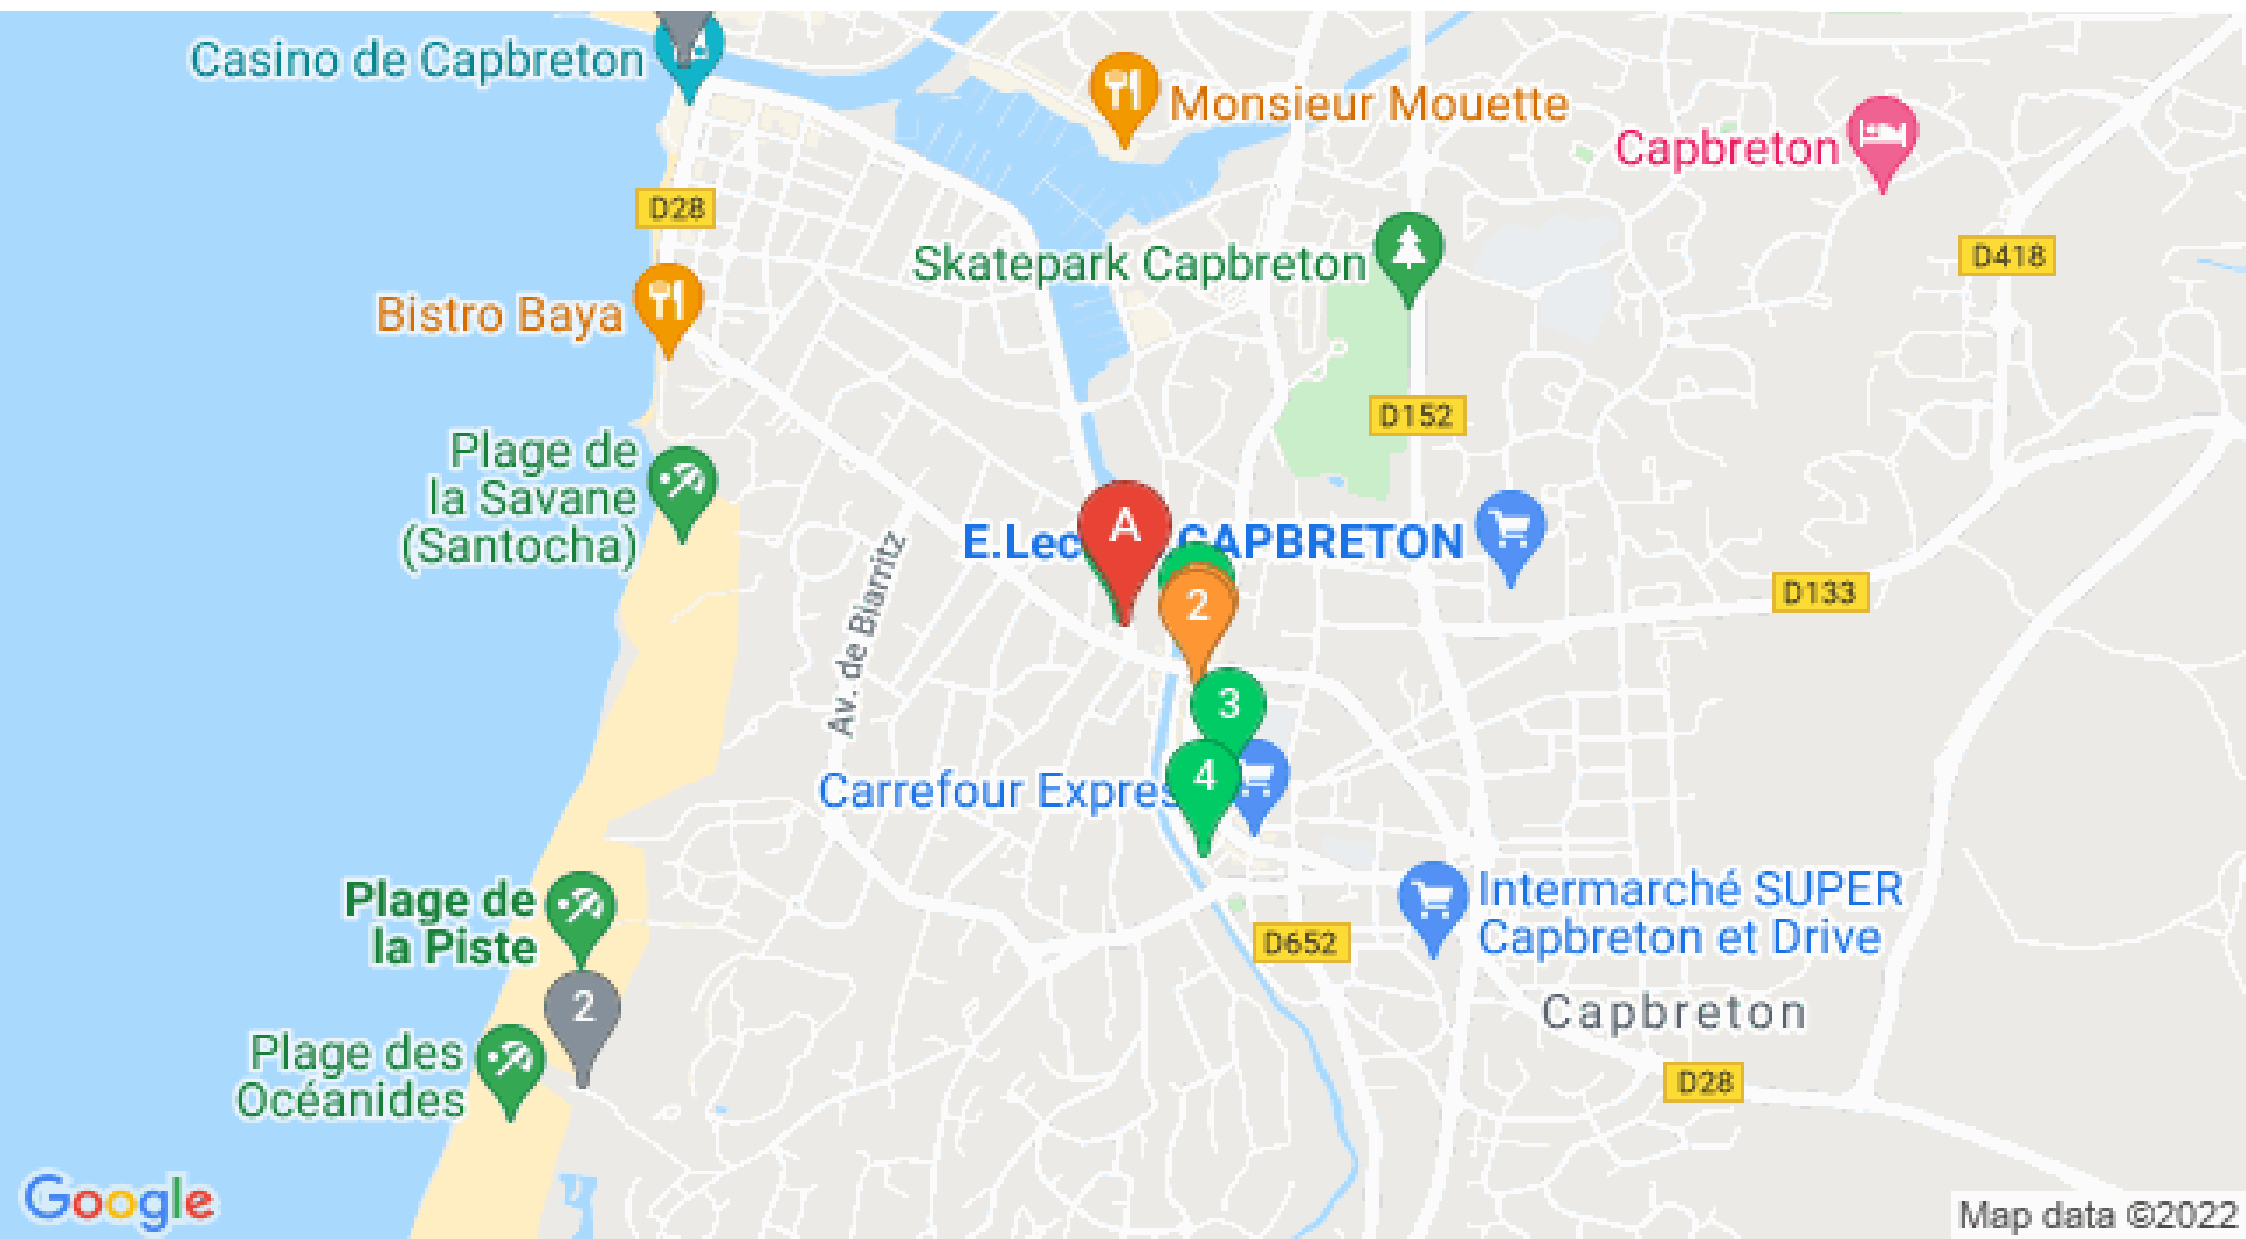 Casino de Capbreton
Monsieur Mouette
Capbreton
D28
Skatepark Capbreton
D418
Bistro Baya
D152
Plage de
la Savane
(Santocha)
A
E.Lec CAPBRETON
2
D133
Av. de Biarritz
3
4
Carrefour Expres
Plage de
la Piste
Intermarché SUPER
Capbreton et Drive
D652
2
Capbreton
Plage des
Océanides
D28
Google
Map data ©2022